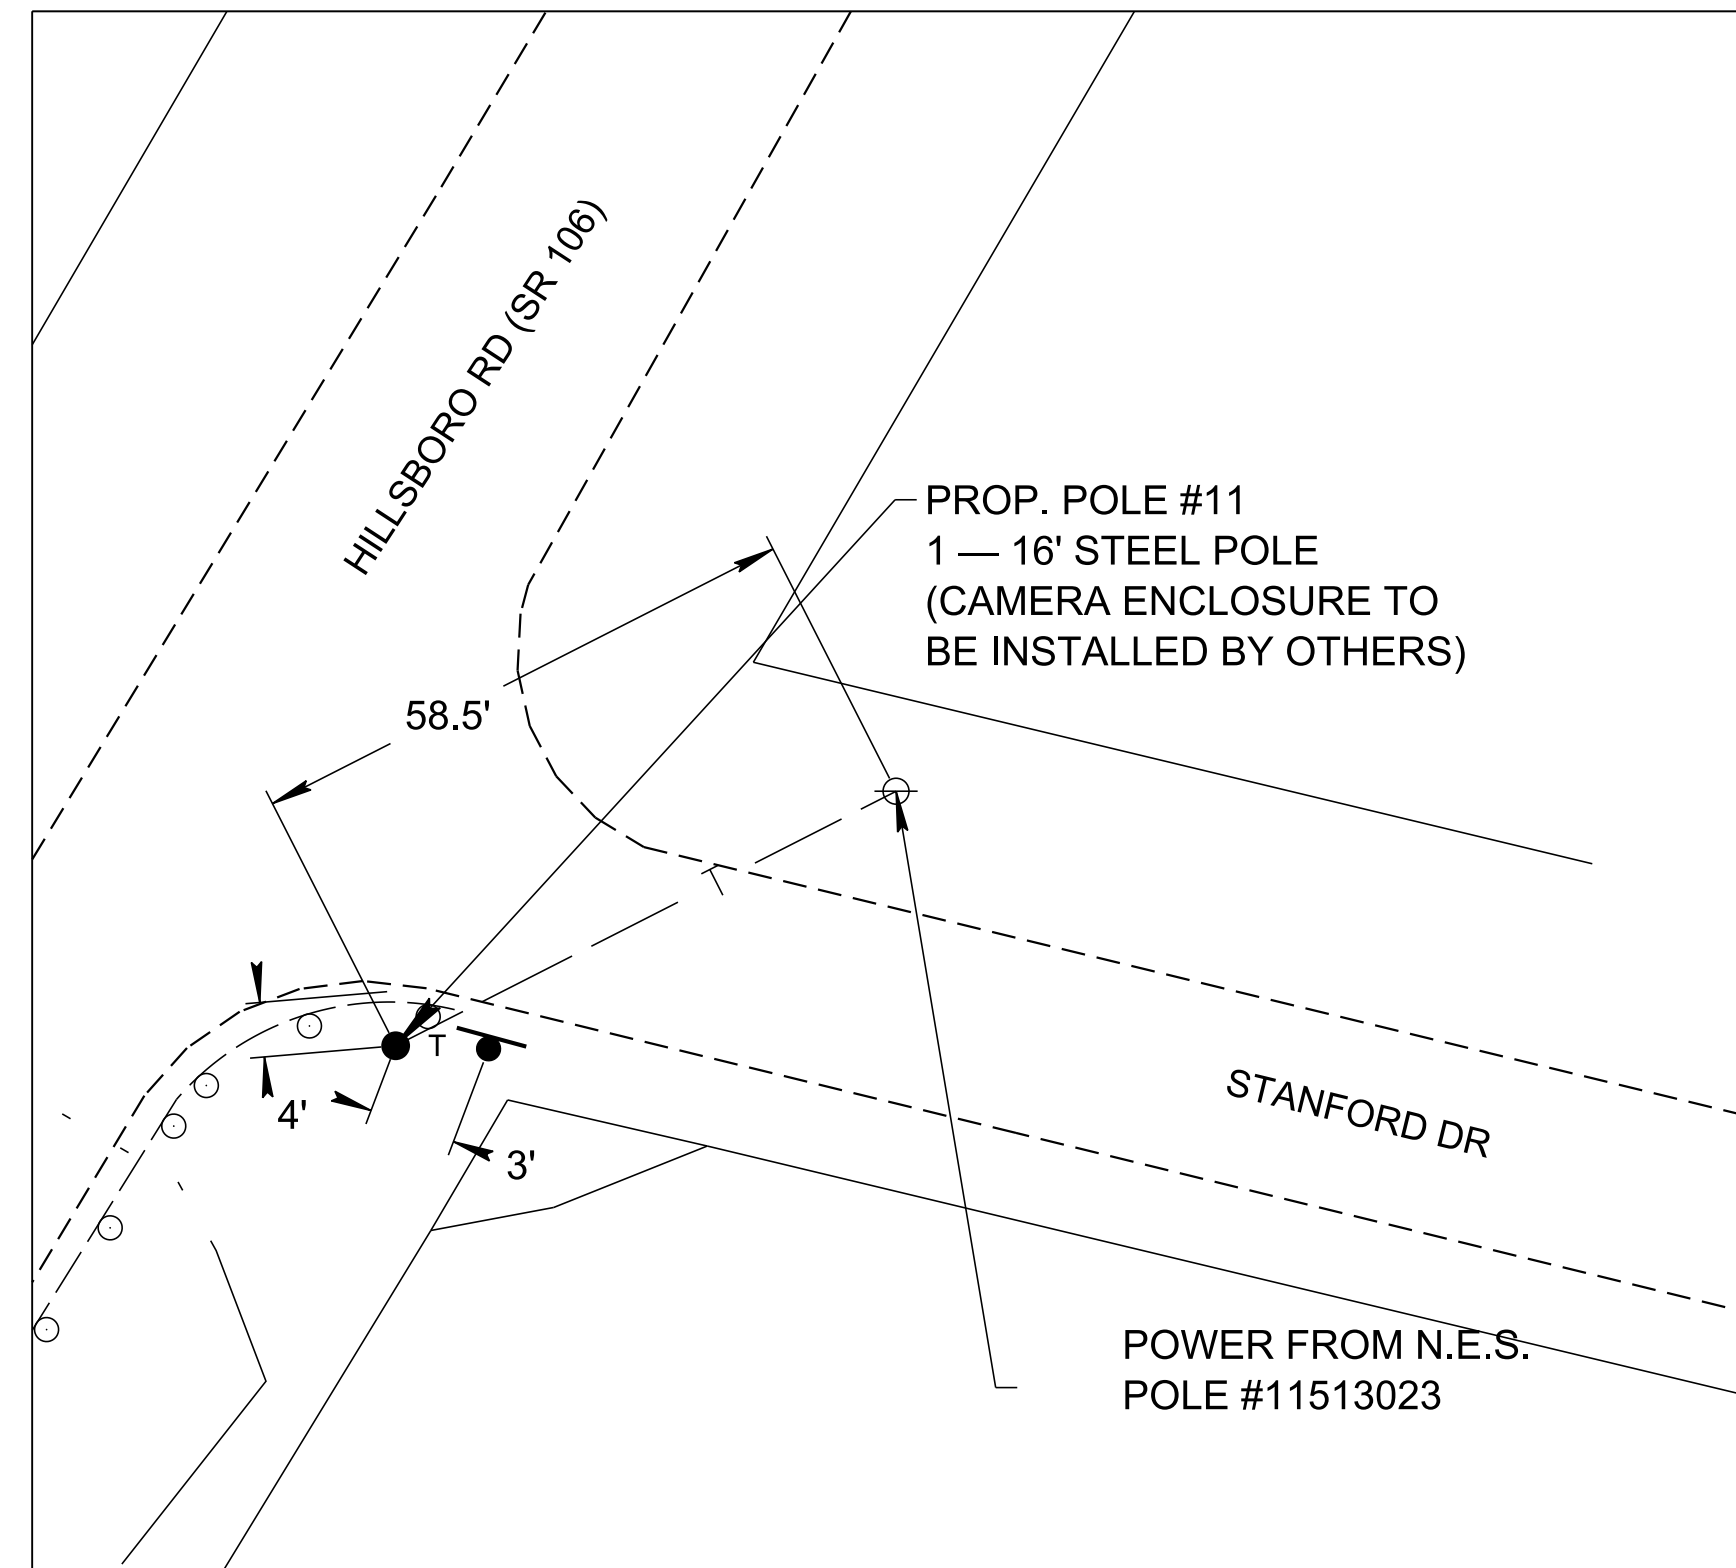 HILLSBORO RD (SR 106)
PROP. POLE #11
1 — 16' STEEL POLE
(CAMERA ENCLOSURE TO
BE INSTALLED BY OTHERS)
58.5'
T
4'
3'
STANFORD DR
POWER FROM N.E.S.
POLE #11513023